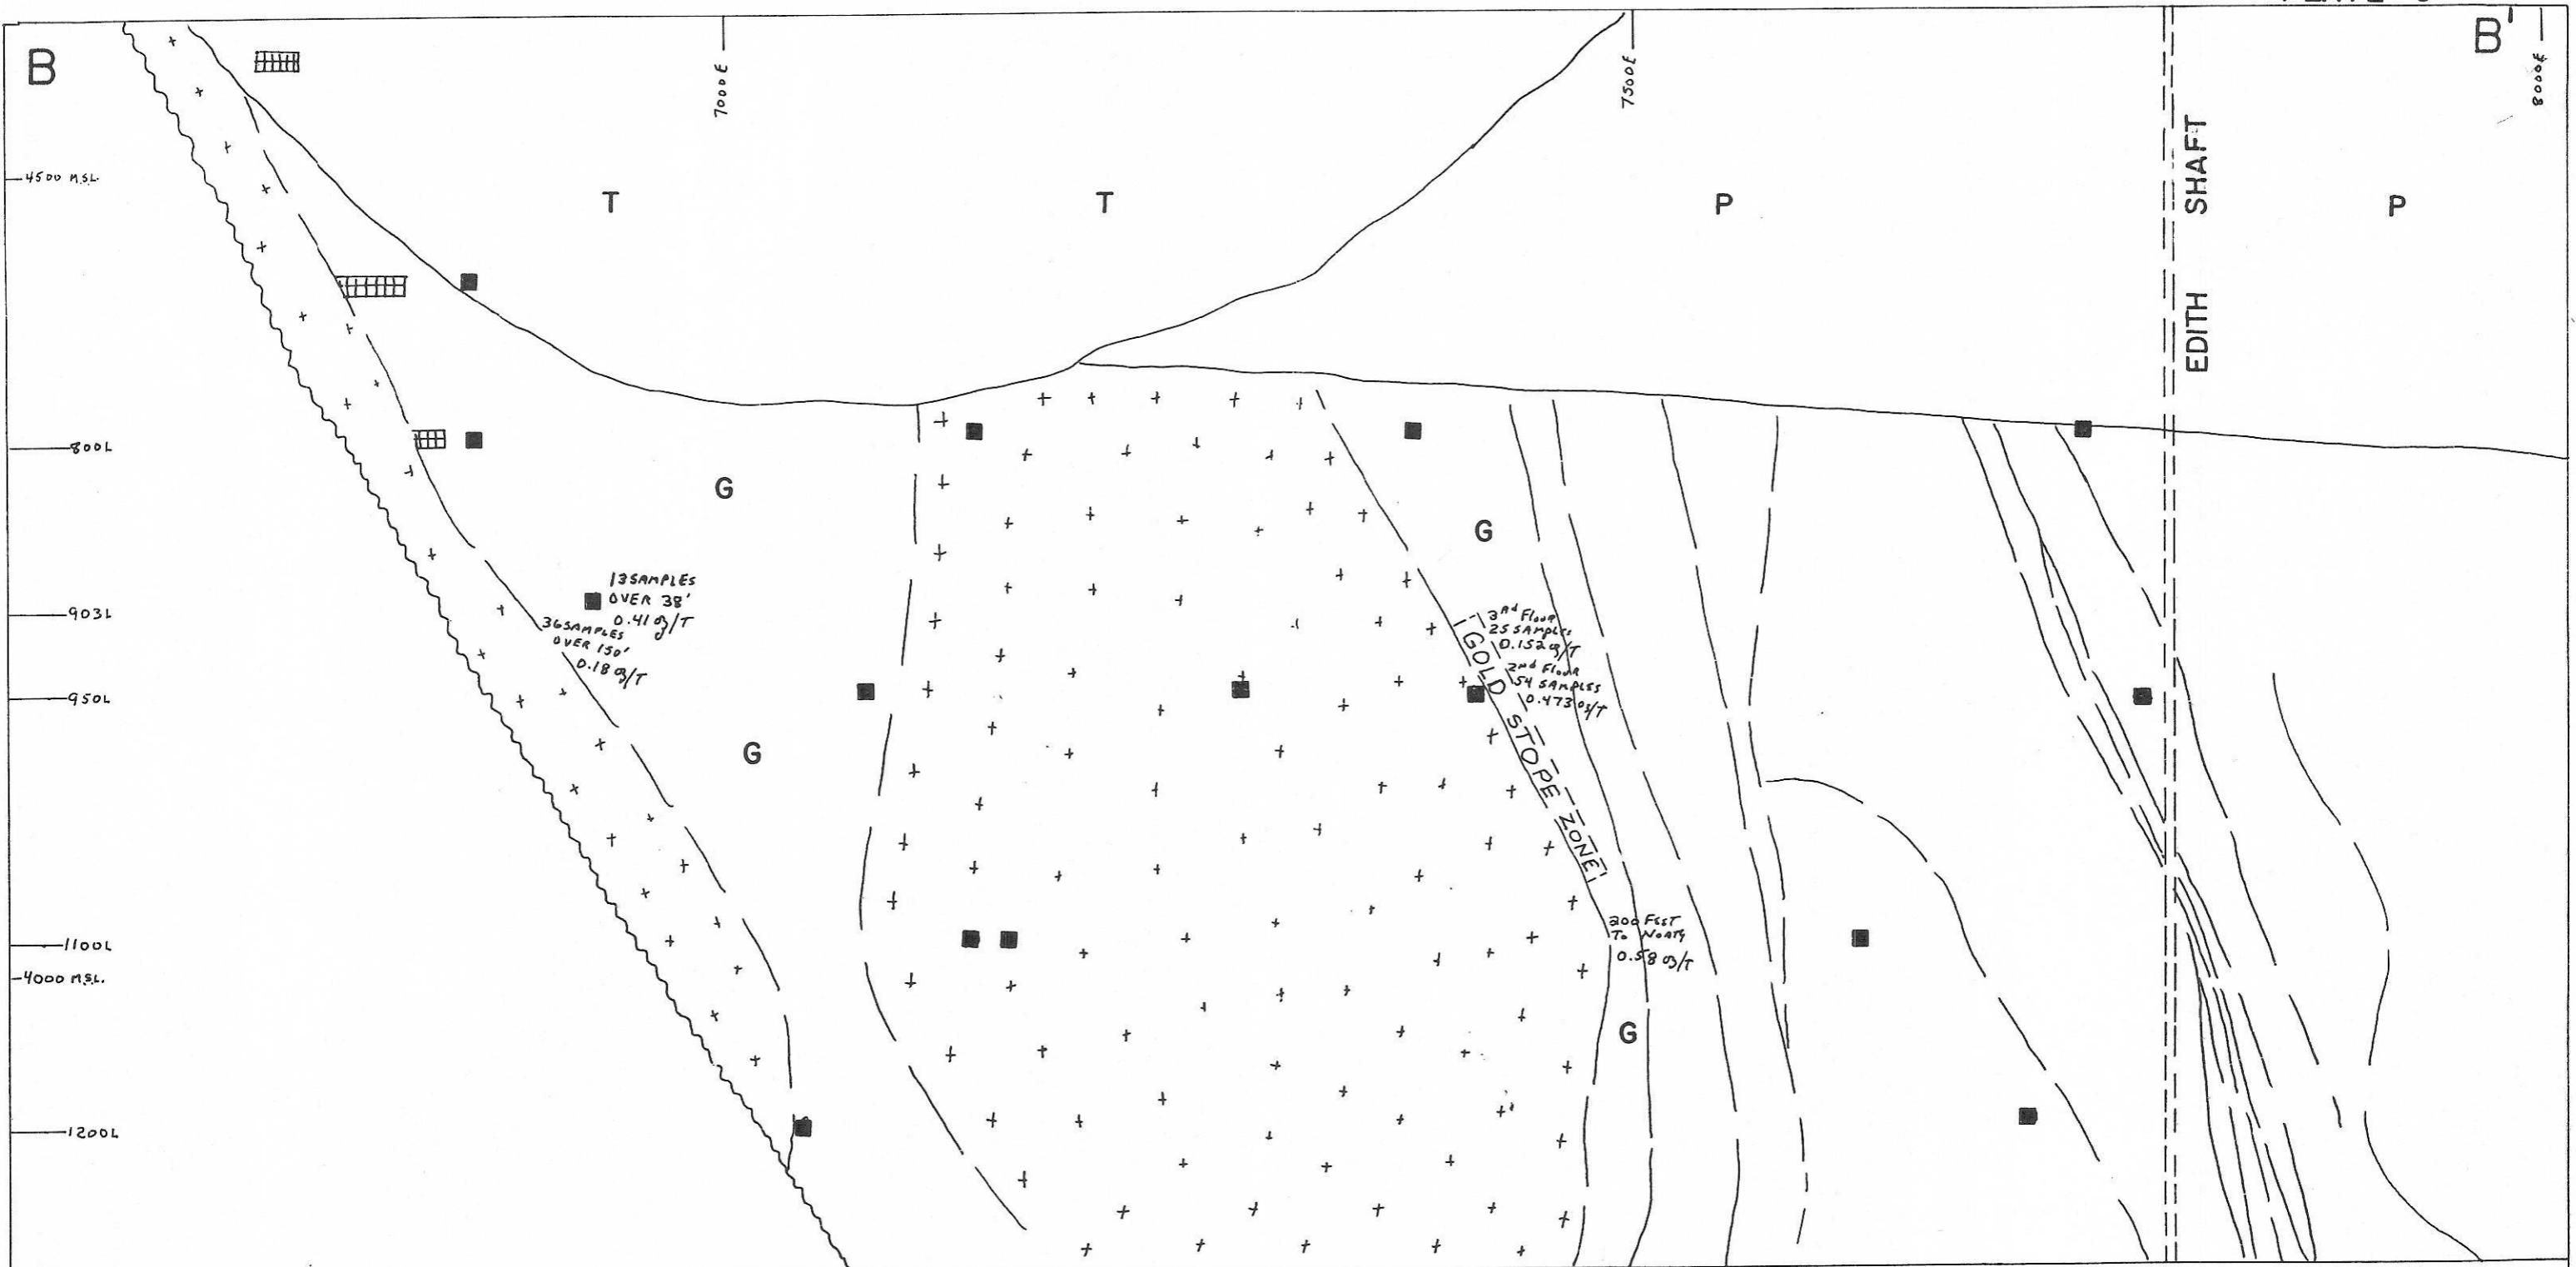 B
7000E
7500E
B'
8000E
4500 M.S.L.
T
T
P
EDITH SHAFT
P
800L
G
G
13 SAMPLES
OVER 38'
0.41 oz/T
903L
36 SAMPLES
OVER 150'
0.18 oz/T
3rd Floor
25 SAMPLES
0.152 oz/T
2nd Floor
54 SAMPLES
0.473 oz/T
GOLD STOPE ZONE
950L
G
200 FEET
TO NORTH
0.58 oz/T
1100L
4000 M.S.L.
G
1200L